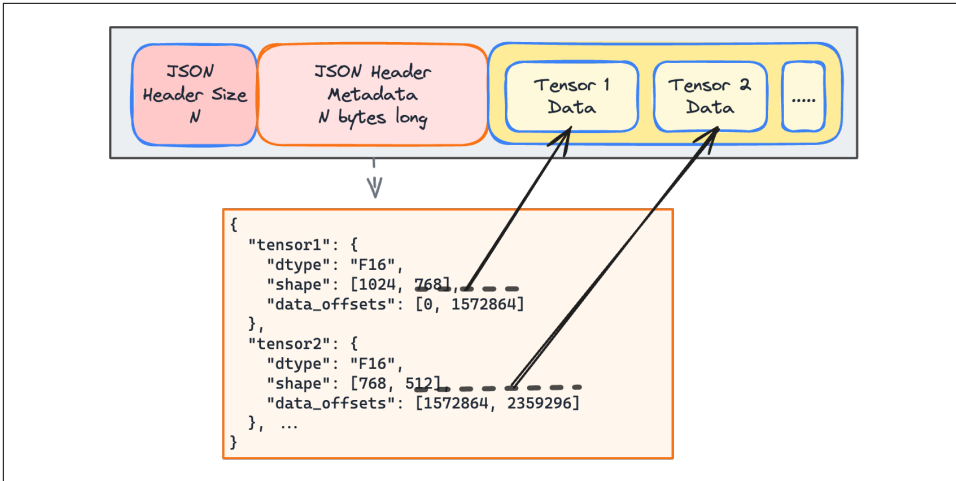 JSON
Header Size
N
JSON Header
Metadata
N bytes long
Tensor 1
Data
Tensor 2
Data
.....
{
  "tensor1": {
    "dtype": "F16",
    "shape": [1024, 768],
    "data_offsets": [0, 1572864]
  },
  "tensor2": {
    "dtype": "F16",
    "shape": [768, 512],
    "data_offsets": [1572864, 2359296]
  }, ...
}